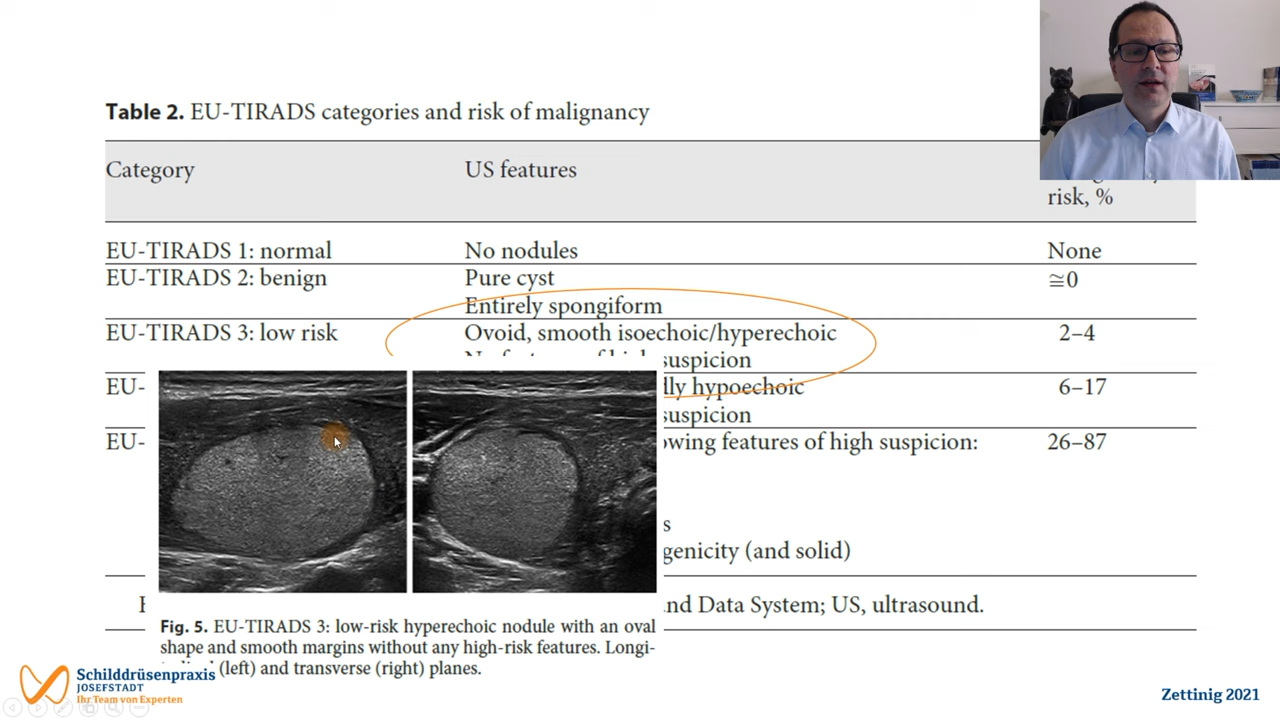 Table 2. EU-TIRADS categories and risk of malignancy
Category US features
risk, %
EU-TIRADS 1: normal No nodules None
EU-TIRADS 2: benign Pure cyst ≅0
Entirely spongiform
EU-TIRADS 3: low risk Ovoid, smooth isoechoic/hyperechoic 2–4
suspicion
EU- hypoechoic 6–17
suspicion
EU- features of high suspicion: 26–87
(and solid)
Data System; US, ultrasound.
Fig. 5. EU-TIRADS 3: low-risk hyperechoic nodule with an oval
shape and smooth margins without any high-risk features. Longi-
(left) and transverse (right) planes.
Schilddrüsenpraxis
JOSEFSTADT
Ihr Team von Experten
Zettinig 2021